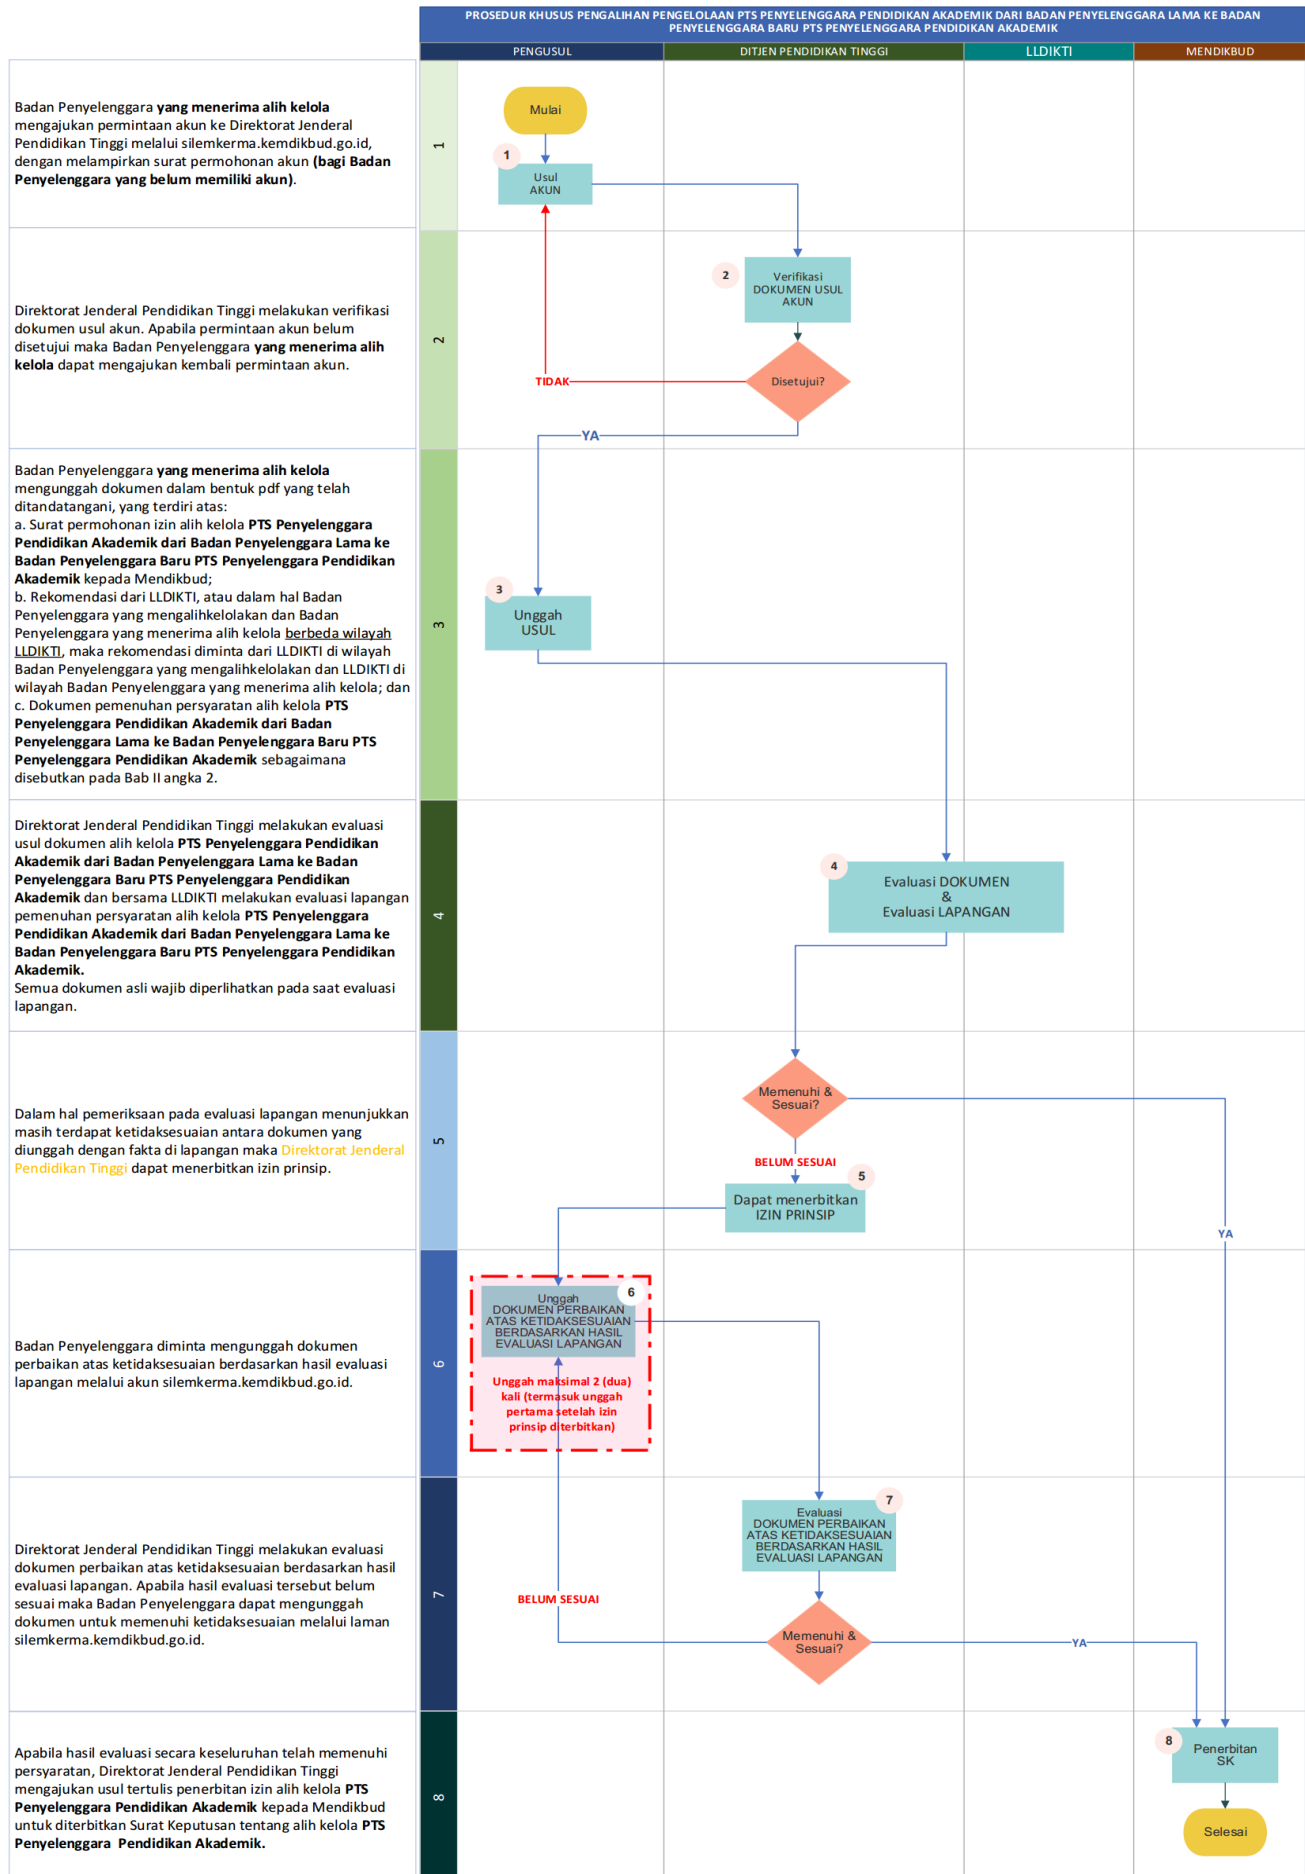 PROSEDUR KHUSUS PENGALIHAN PENGELOLAAN PTS PENYELENGGARA PENDIDIKAN AKADEMIK DARI BADAN PENYELENGGARA LAMA KE BADAN
PENYELENGGARA BARU PTS PENYELENGGARA PENDIDIKAN AKADEMIK
PENGUSUL
DITJEN PENDIDIKAN TINGGI
LLDIKTI
MENDIKBUD
Badan Penyelenggara yang menerima alih kelola
mengajukan permintaan akun ke Direktorat Jenderal
Pendidikan Tinggi melalui silemkerma.kemdikbud.go.id,
dengan melampirkan surat permohonan akun (bagi Badan
Penyelenggara yang belum memiliki akun).
1
Mulai
1
Usul
AKUN
Direktorat Jenderal Pendidikan Tinggi melakukan verifikasi
dokumen usul akun. Apabila permintaan akun belum
disetujui maka Badan Penyelenggara yang menerima alih
kelola dapat mengajukan kembali permintaan akun.
2
2
Verifikasi
DOKUMEN USUL
AKUN
Disetujui?
TIDAK
YA
Badan Penyelenggara yang menerima alih kelola
mengunggah dokumen dalam bentuk pdf yang telah
ditandatangani, yang terdiri atas:
a. Surat permohonan izin alih kelola PTS Penyelenggara
Pendidikan Akademik dari Badan Penyelenggara Lama ke
Badan Penyelenggara Baru PTS Penyelenggara Pendidikan
Akademik kepada Mendikbud;
b. Rekomendasi dari LLDIKTI, atau dalam hal Badan
Penyelenggara yang mengalihkelolakan dan Badan
Penyelenggara yang menerima alih kelola berbeda wilayah
LLDIKTI, maka rekomendasi diminta dari LLDIKTI di wilayah
Badan Penyelenggara yang mengalihkelolakan dan LLDIKTI di
wilayah Badan Penyelenggara yang menerima alih kelola; dan
c. Dokumen pemenuhan persyaratan alih kelola PTS
Penyelenggara Pendidikan Akademik dari Badan
Penyelenggara Lama ke Badan Penyelenggara Baru PTS
Penyelenggara Pendidikan Akademik sebagaimana
disebutkan pada Bab II angka 2.
3
3
Unggah
USUL
Direktorat Jenderal Pendidikan Tinggi melakukan evaluasi
usul dokumen alih kelola PTS Penyelenggara Pendidikan
Akademik dari Badan Penyelenggara Lama ke Badan
Penyelenggara Baru PTS Penyelenggara Pendidikan
Akademik dan bersama LLDIKTI melakukan evaluasi lapangan
pemenuhan persyaratan alih kelola PTS Penyelenggara
Pendidikan Akademik dari Badan Penyelenggara Lama ke
Badan Penyelenggara Baru PTS Penyelenggara Pendidikan
Akademik.
Semua dokumen asli wajib diperlihatkan pada saat evaluasi
lapangan.
4
4
Evaluasi DOKUMEN
&
Evaluasi LAPANGAN
Dalam hal pemeriksaan pada evaluasi lapangan menunjukkan
masih terdapat ketidaksesuaian antara dokumen yang
diunggah dengan fakta di lapangan maka Direktorat Jenderal
Pendidikan Tinggi dapat menerbitkan izin prinsip.
5
Memenuhi &
Sesuai?
BELUM SESUAI
5
Dapat menerbitkan
IZIN PRINSIP
YA
Badan Penyelenggara diminta mengunggah dokumen
perbaikan atas ketidaksesuaian berdasarkan hasil evaluasi
lapangan melalui akun silemkerma.kemdikbud.go.id.
6
6
Unggah
DOKUMEN PERBAIKAN
ATAS KETIDAKSESUAIAN
BERDASARKAN HASIL
EVALUASI LAPANGAN
Unggah maksimal 2 (dua)
kali (termasuk unggah
pertama setelah izin
prinsip diterbitkan)
Direktorat Jenderal Pendidikan Tinggi melakukan evaluasi
dokumen perbaikan atas ketidaksesuaian berdasarkan hasil
evaluasi lapangan. Apabila hasil evaluasi tersebut belum
sesuai maka Badan Penyelenggara dapat mengunggah
dokumen untuk memenuhi ketidaksesuaian melalui laman
silemkerma.kemdikbud.go.id.
7
7
Evaluasi
DOKUMEN PERBAIKAN
ATAS KETIDAKSESUAIAN
BERDASARKAN HASIL
EVALUASI LAPANGAN
BELUM SESUAI
Memenuhi &
Sesuai?
YA
Apabila hasil evaluasi secara keseluruhan telah memenuhi
persyaratan, Direktorat Jenderal Pendidikan Tinggi
mengajukan usul tertulis penerbitan izin alih kelola PTS
Penyelenggara Pendidikan Akademik kepada Mendikbud
untuk diterbitkan Surat Keputusan tentang alih kelola PTS
Penyelenggara Pendidikan Akademik.
8
8
Penerbitan
SK
Selesai